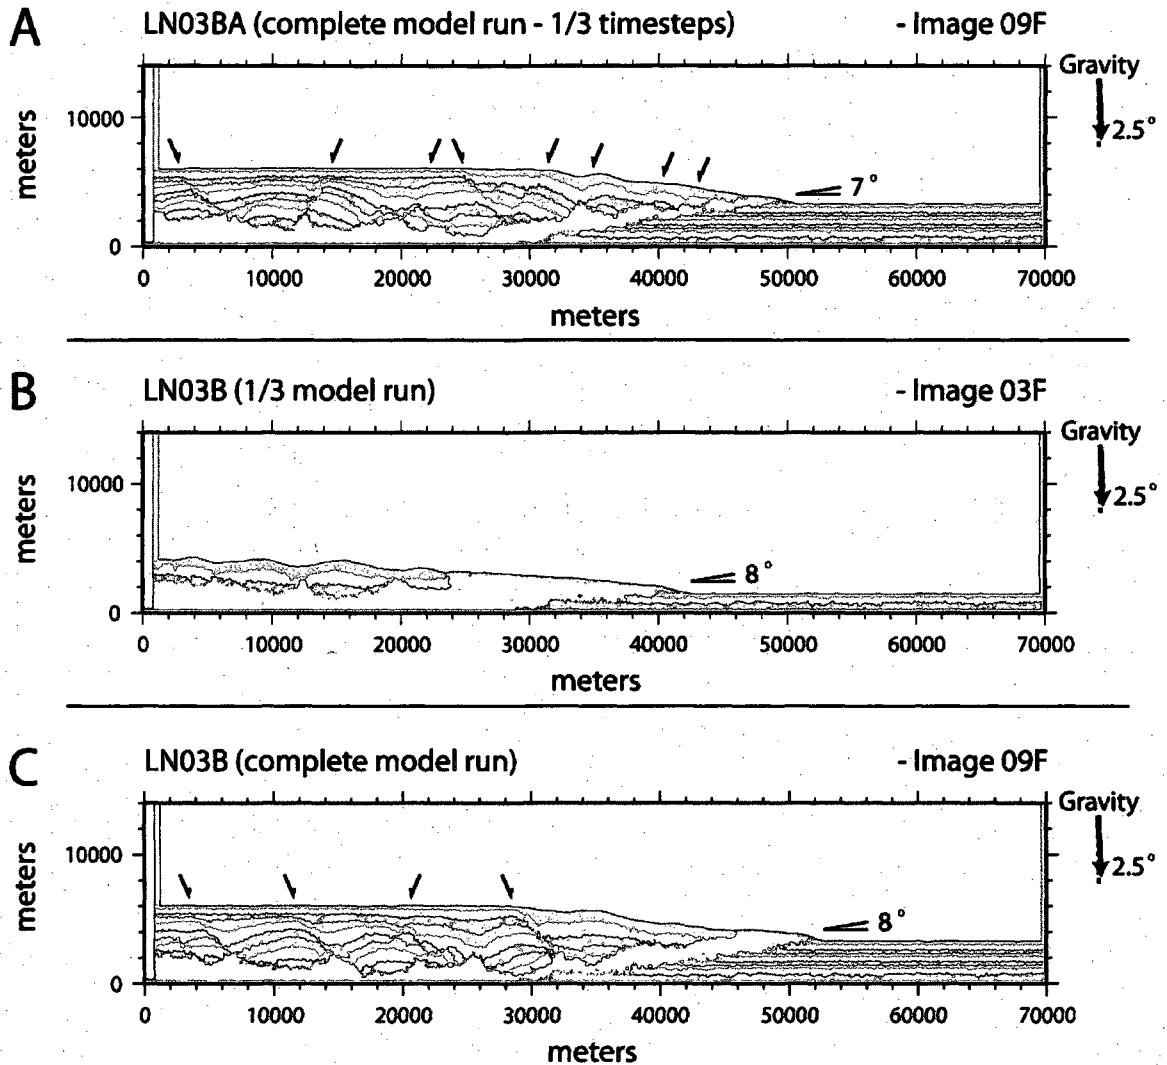 A
LN03BA (complete model run - 1/3 timesteps) - Image 09F
Gravity
2.5°
meters
10000
0
7°
0 10000 20000 30000 40000 50000 60000 70000
meters
B
LN03B (1/3 model run) - Image 03F
Gravity
2.5°
meters
10000
0
8°
0 10000 20000 30000 40000 50000 60000 70000
meters
C
LN03B (complete model run) - Image 09F
Gravity
2.5°
meters
10000
0
8°
0 10000 20000 30000 40000 50000 60000 70000
meters